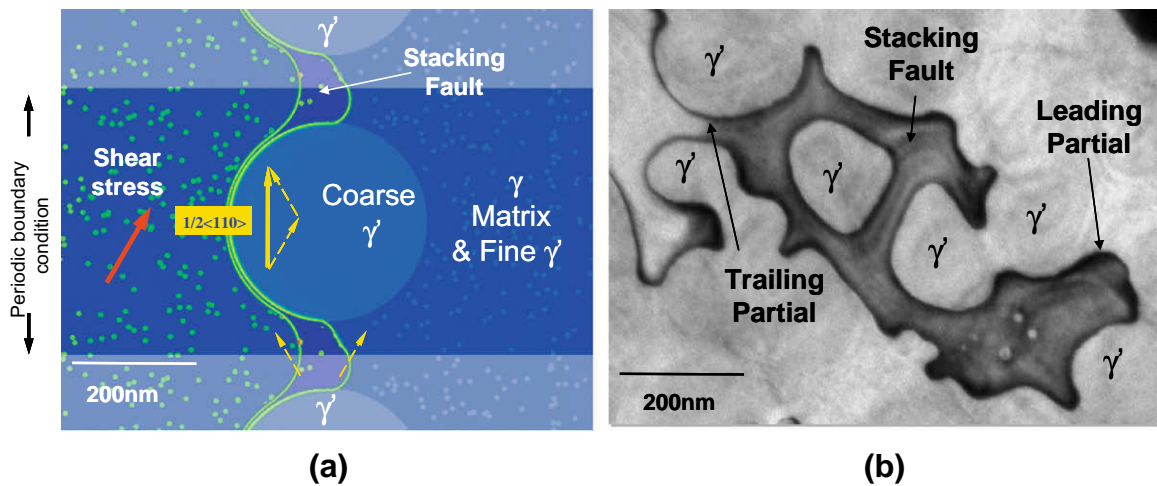 γ'
Stacking
Fault
Periodic boundary
condition
Shear
stress
1/2<110>
Coarse
γ'
γ
Matrix
& Fine γ'
200nm
γ'
(a)
γ'
Stacking
Fault
Leading
Partial
γ'
γ'
γ'
γ'
Trailing
Partial
γ'
200nm
(b)